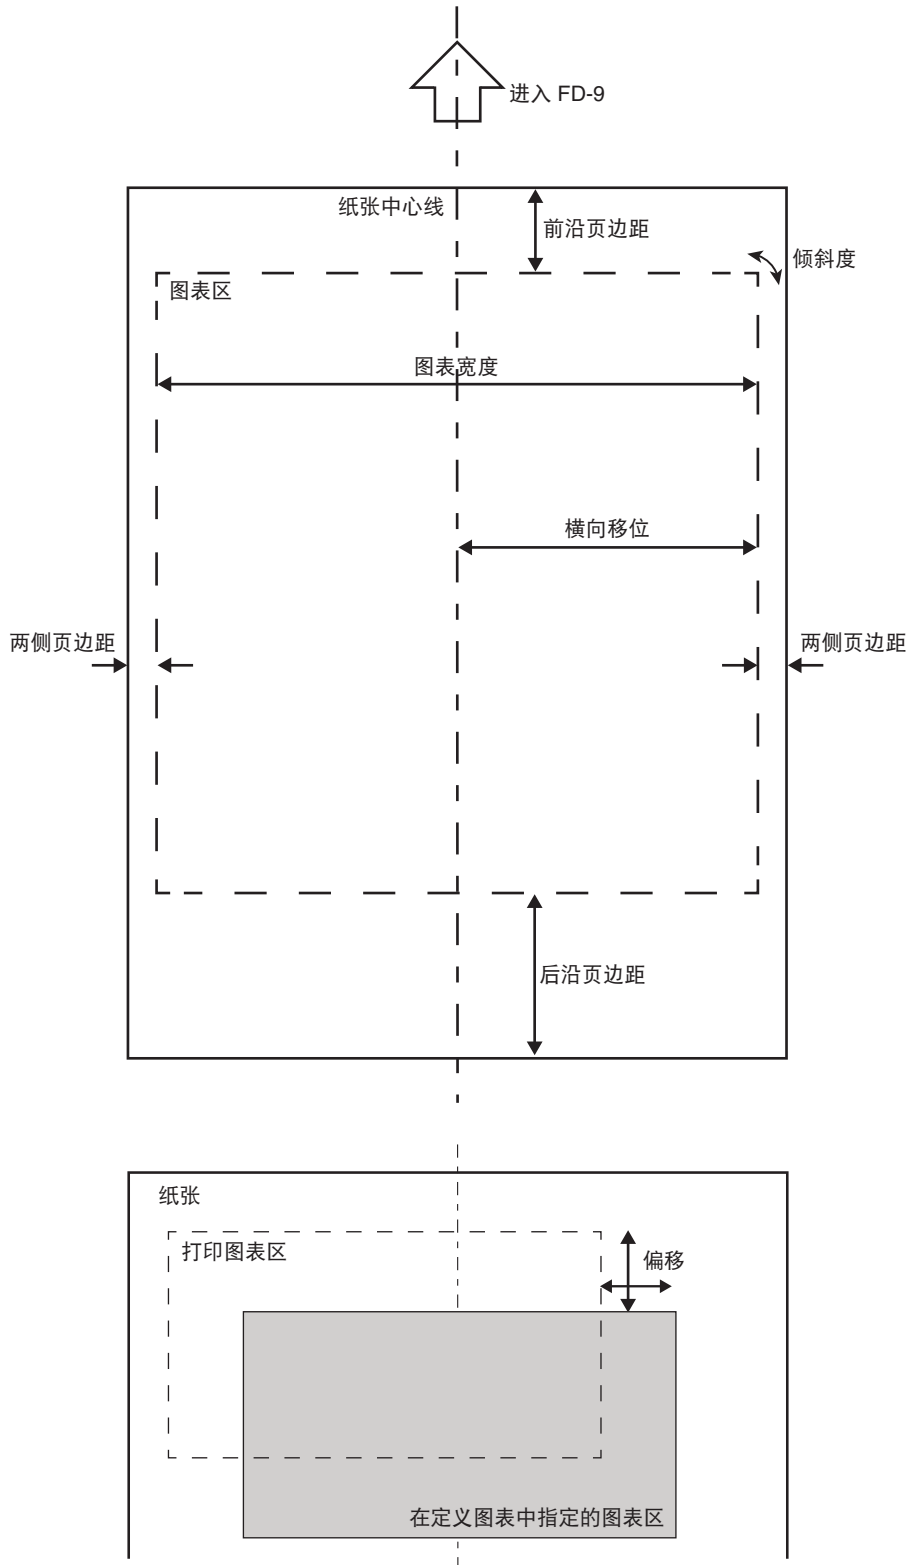 进入 FD-9
纸张中心线
前沿页边距
倾斜度
图表区
图表宽度
横向移位
两侧页边距
两侧页边距
后沿页边距
纸张
打印图表区
偏移
在定义图表中指定的图表区